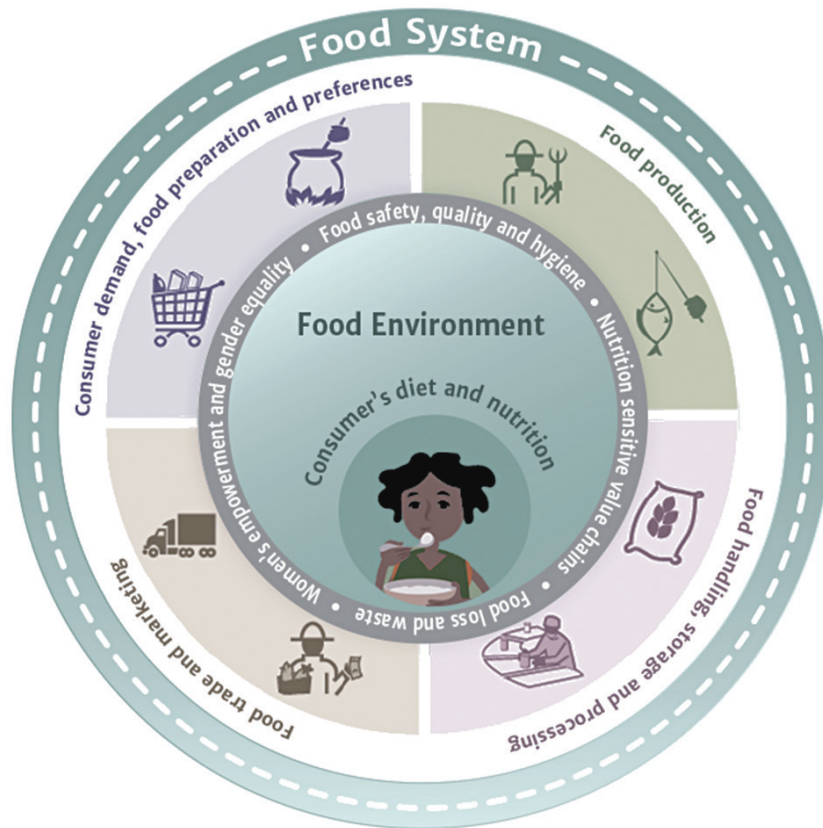 Food System
Consumer demand, food preparation and preferences
Food production
Food handling, storage and processing
Food trade and marketing
Food safety, quality and hygiene • Nutrition sensitive value chains • Food loss and waste • Women's empowerment and gender equality •
Food Environment
Consumer's diet and nutrition